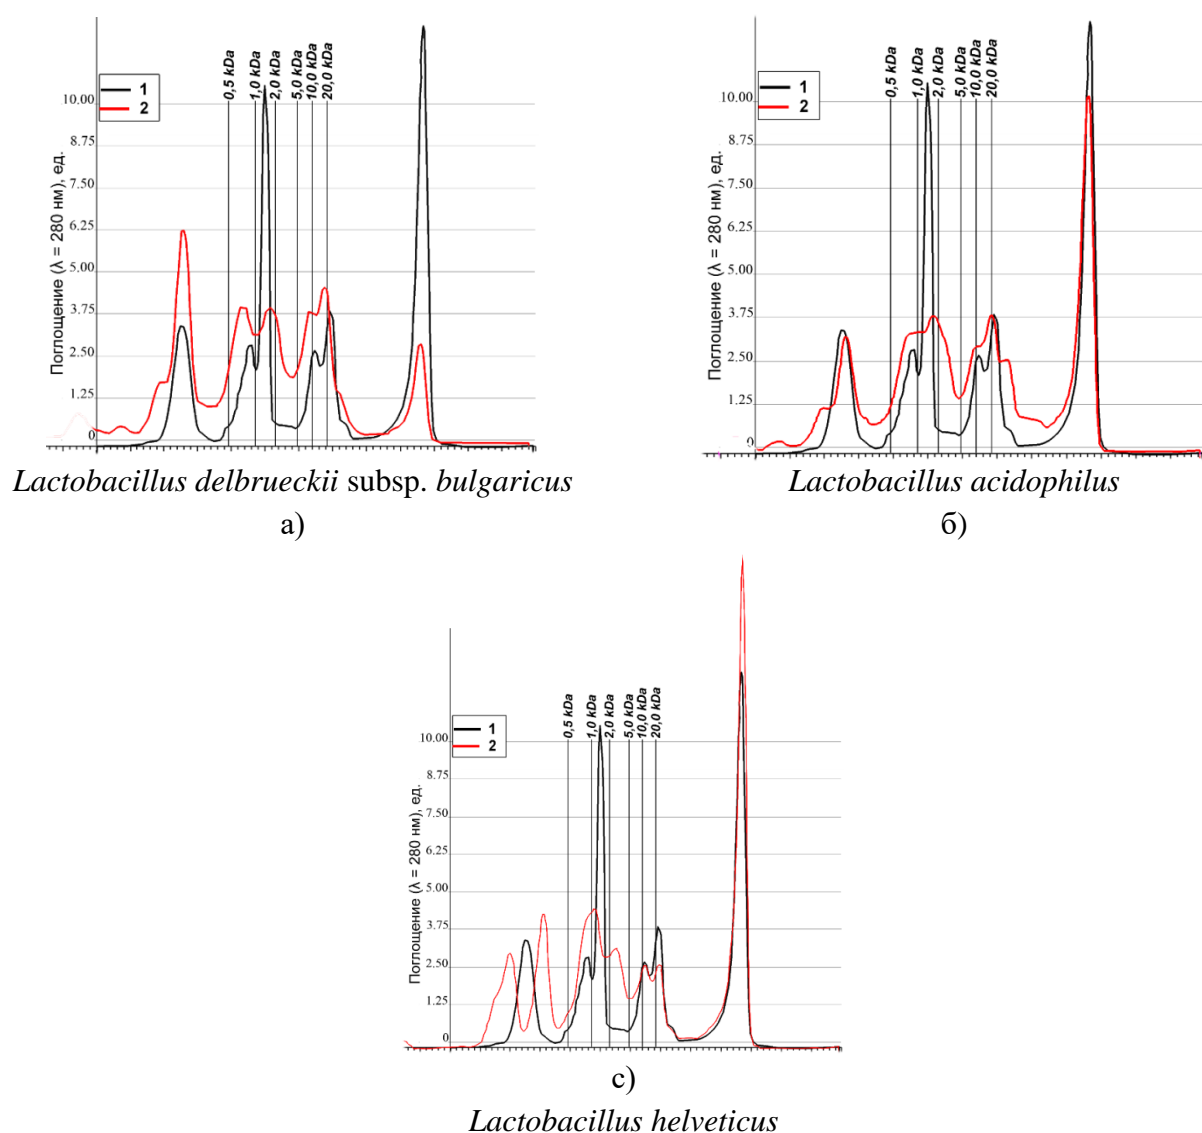 0,5 kDa
1,0 kDa
2,0 kDa
5,0 kDa
10,0 kDa
20,0 kDa
1
2
10.00
8.75
7.50
6.25
5.00
3.75
2.50
1.25
0
Поглощение (λ = 280 нм), ед.
Lactobacillus delbrueckii subsp. bulgaricus
а)
0,5 kDa
1,0 kDa
2,0 kDa
5,0 kDa
10,0 kDa
20,0 kDa
1
2
10.00
8.75
7.50
6.25
5.00
3.75
2.50
1.25
0
Поглощение (λ = 280 нм), ед.
Lactobacillus acidophilus
б)
0,5 kDa
1,0 kDa
2,0 kDa
5,0 kDa
10,0 kDa
20,0 kDa
1
2
10.00
8.75
7.50
6.25
5.00
3.75
2.50
1.25
0
Поглощение (λ = 280 нм), ед.
с)
Lactobacillus helveticus